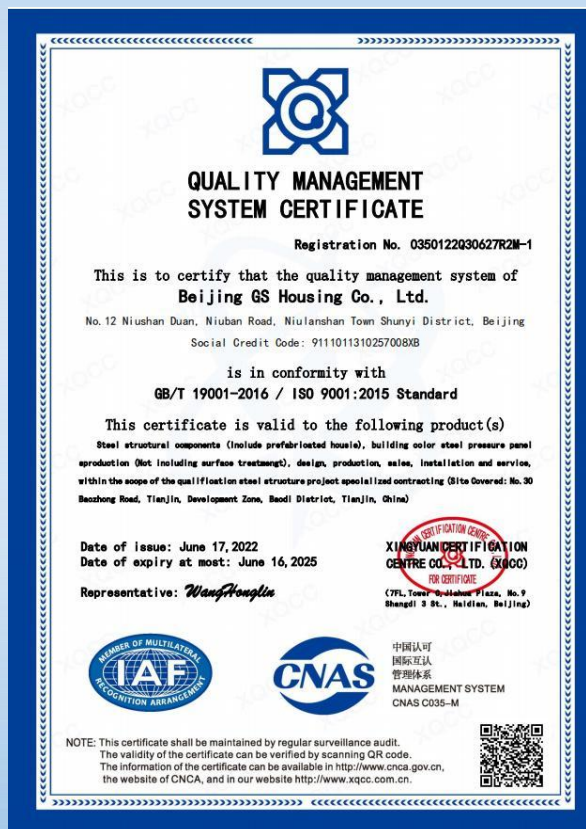 QUALITY MANAGEMENT
SYSTEM CERTIFICATE
Registration No. 0350122Q30627R2M-1
This is to certify that the quality management system of
Beijing GS Housing Co., Ltd.
No.12 Niushan Duan, Niuban Road, Niulanshan Town Shunyi District, Beijing
Social Credit Code: 9111011310257008XB
is in conformity with
GB/T 19001-2016 / ISO 9001:2015 Standard
This certificate is valid to the following product(s)
Steel structural components (Include prefabricated housie), building color steel pressure panel
aproduction (Not including surface treatmengt), design, production, sales, installation and service,
within the scope of the qualification steel structure project specialized contracting (Site Covered: No.30
Baozhong Road, Tianjin, Development Zone, Baodi District, Tianjin, China)
Date of issue: June 17,2022
Date of expiry at most: June 16,2025
Representative: WangHonglin
XINGYUAN CERTIFICATION
CENTRE CO., LTD. (XQCC)
FOR CERTIFICATE
(7FL, Tower C, Jiahua Plaza, No.9
Shangdi 3 St., Haidian, Beijing)
MEMBER OF MULTILATERAL
IAF
RECOGNITION ARRANGEMENT
CNAS
中国认可
国际互认
管理体系
MANAGEMENT SYSTEM
CNAS C035-M
NOTE: This certificate shall be maintained by regular surveillance audit.
The validity of the certificate can be verified by scanning QR code.
The information of the certificate can be available in http://www.cnca.gov.cn,
the website of CNCA, and in our website http://www.xqcc.com.cn.